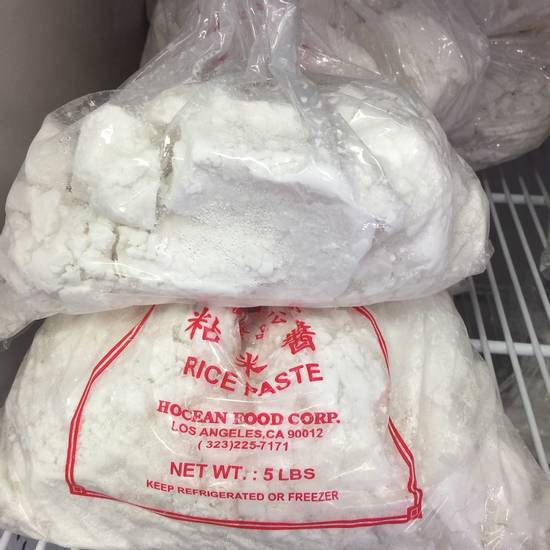 粘米醬
RICE PASTE
HOCEAN FOOD CORP.
LOS ANGELES,CA 90012
(323)225-7171
NET WT.: 5 LBS
KEEP REFRIGERATED OR FREEZER